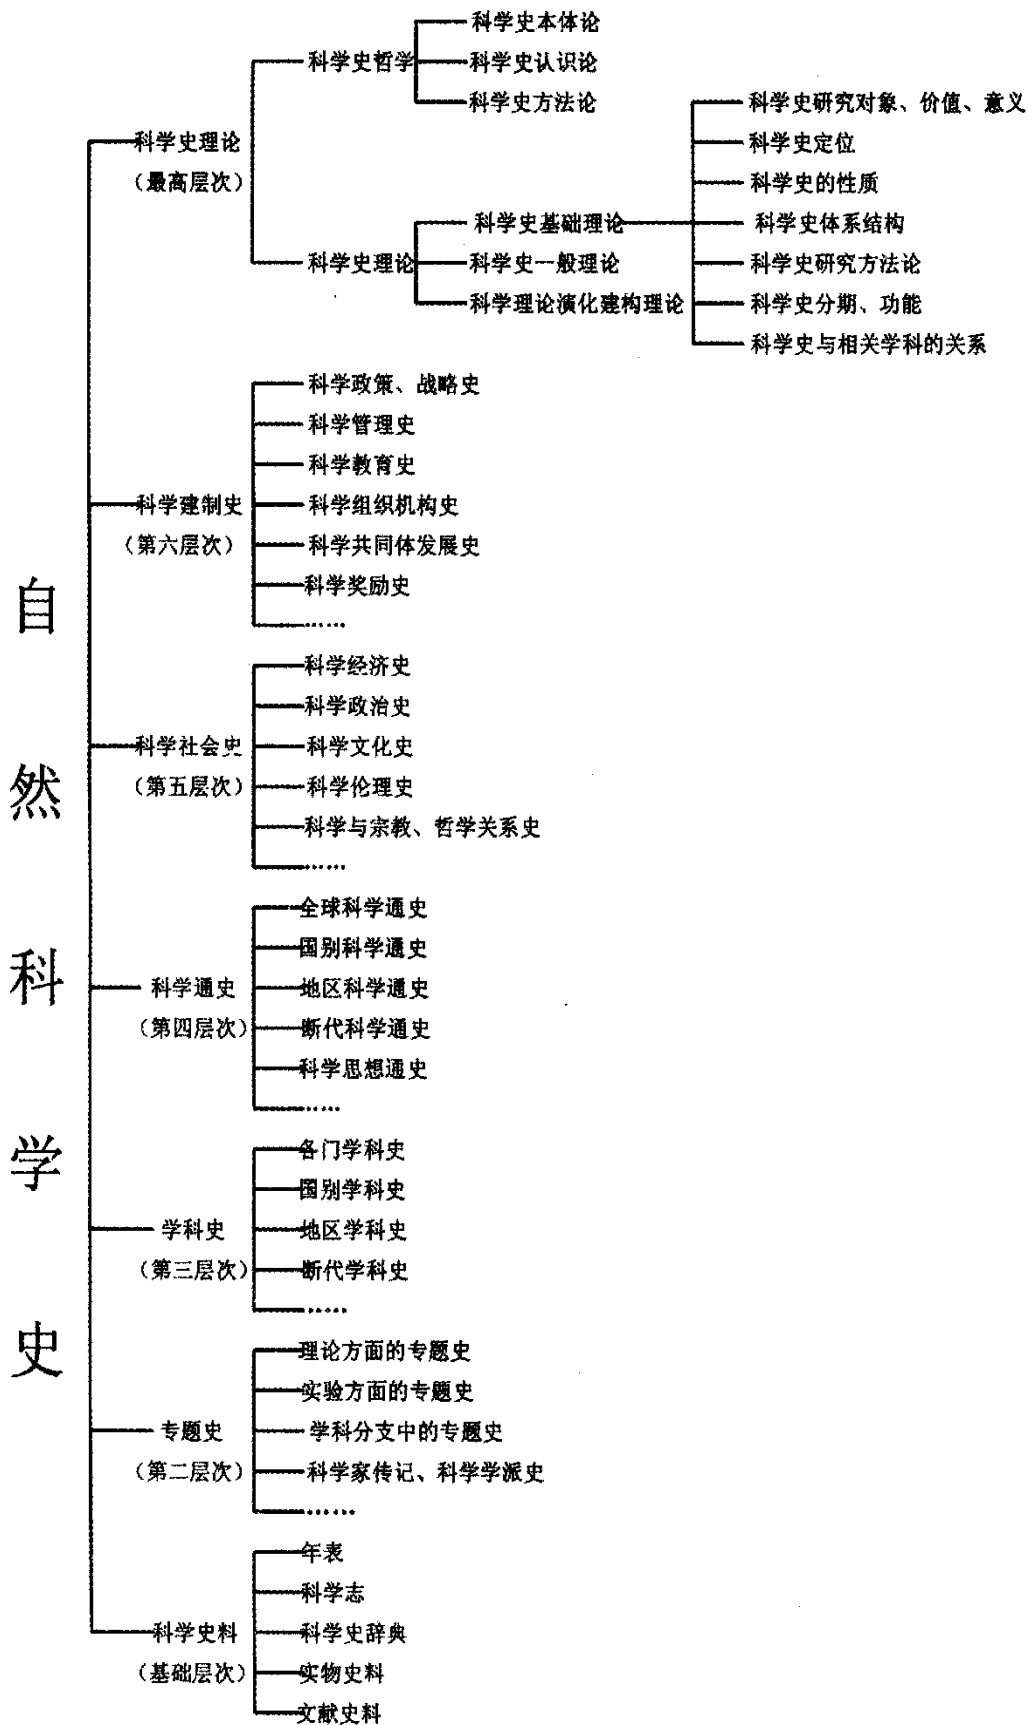 自然科学史
科学史理论
（最高层次）
科学史哲学
科学史本体论
科学史认识论
科学史方法论
科学史理论
科学史基础理论
科学史研究对象、价值、意义
科学史定位
科学史的性质
科学史体系结构
科学史研究方法论
科学史分期、功能
科学史与相关学科的关系
科学史一般理论
科学理论演化建构理论
科学建制史
（第六层次）
科学政策、战略史
科学管理史
科学教育史
科学组织机构史
科学共同体发展史
科学奖励史
……
科学社会史
（第五层次）
科学经济史
科学政治史
科学文化史
科学伦理史
科学与宗教、哲学关系史
……
科学通史
（第四层次）
全球科学通史
国别科学通史
地区科学通史
断代科学通史
科学思想通史
……
学科史
（第三层次）
各门学科史
国别学科史
地区学科史
断代学科史
……
专题史
（第二层次）
理论方面的专题史
实验方面的专题史
学科分支中的专题史
科学家传记、科学学派史
……
科学史料
（基础层次）
年表
科学志
科学史辞典
实物史料
文献史料